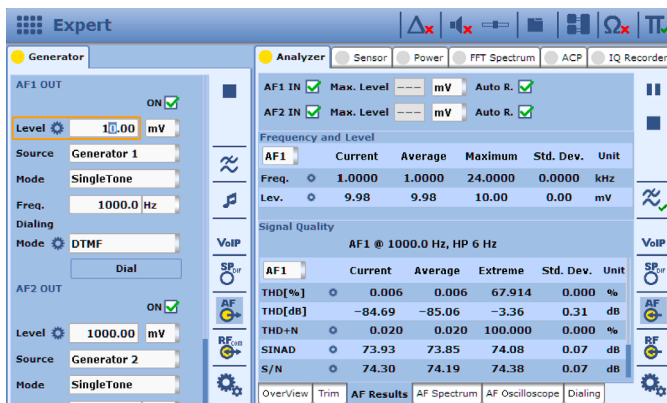 Expert
Generator
Analyzer Sensor Power FFT Spectrum ACP IQ Recorder
AF1 OUT
ON
Level 10.00 mV
Source Generator 1
Mode SingleTone
Freq. 1000.0 Hz
Dialing
Mode DTMF
Dial
AF2 OUT
ON
Level 1000.00 mV
Source Generator 2
Mode SingleTone
VoIP
SP DIF
AF
RF com
AF1 IN Max. Level --- mV Auto R.
AF2 IN Max. Level --- mV Auto R.
Frequency and Level
AF1 Current Average Maximum Std. Dev. Unit
Freq. 1.0000 1.0000 24.0000 0.0000 kHz
Lev. 9.98 9.98 10.00 0.00 mV
Signal Quality
AF1 @ 1000.0 Hz, HP 6 Hz
AF1 Current Average Extreme Std. Dev. Unit
THD[%] 0.006 0.006 67.914 0.000 %
THD[dB] −84.69 −85.06 −3.36 0.31 dB
THD+N 0.020 0.020 100.000 0.000 %
SINAD 73.93 73.85 74.08 0.07 dB
S/N 74.30 74.19 74.38 0.07 dB
OverView Trim AF Results AF Spectrum AF Oscilloscope Dialing
VoIP
SP DIF
AF
RF